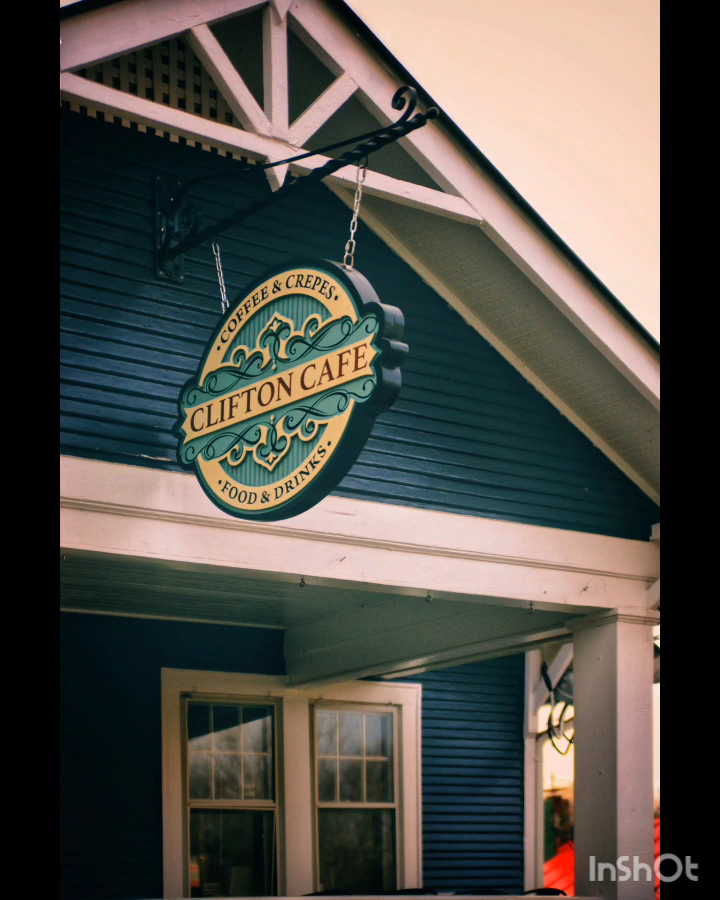 • COFFEE & CREPES •
CLIFTON CAFE
• FOOD & DRINKS •
InShOt